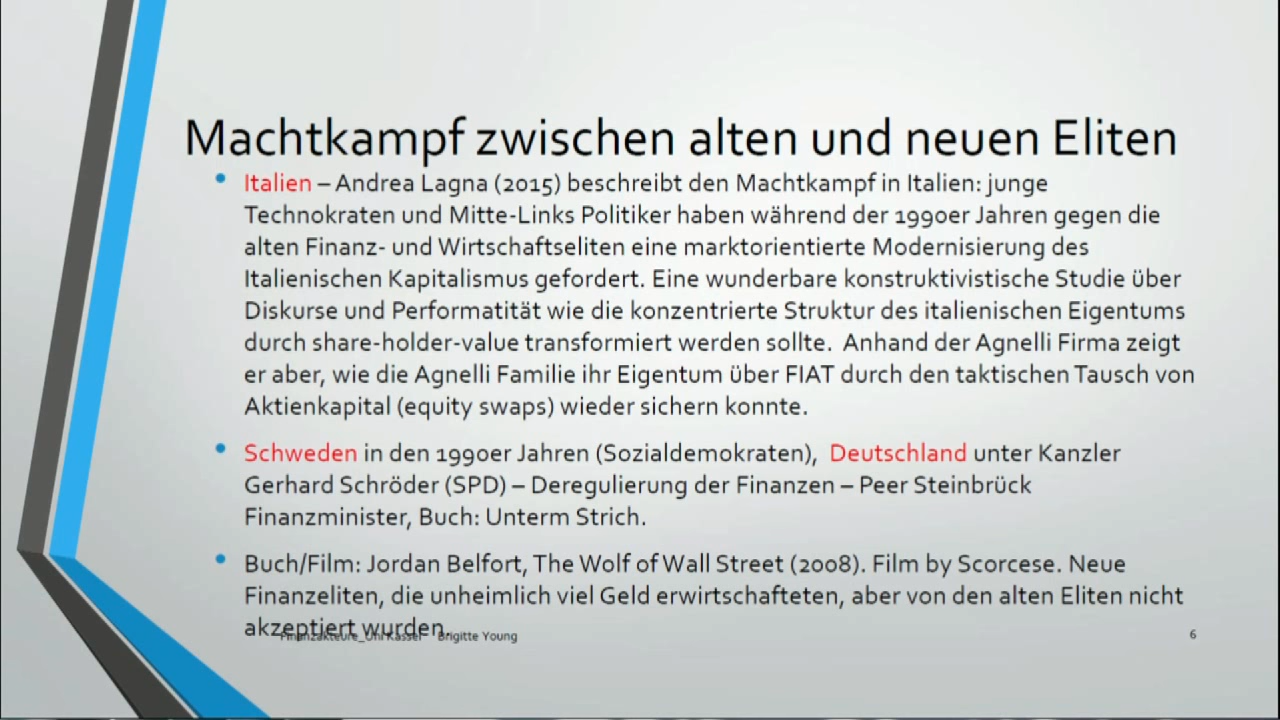 Machtkampf zwischen alten und neuen Eliten
• Italien – Andrea Lagna (2015) beschreibt den Machtkampf in Italien: junge
Technokraten und Mitte-Links Politiker haben während der 1990er Jahren gegen die
alten Finanz- und Wirtschaftseliten eine marktorientierte Modernisierung des
Italienischen Kapitalismus gefordert. Eine wunderbare konstruktivistische Studie über
Diskurse und Performatität wie die konzentrierte Struktur des italienischen Eigentums
durch share-holder-value transformiert werden sollte. Anhand der Agnelli Firma zeigt
er aber, wie die Agnelli Familie ihr Eigentum über FIAT durch den taktischen Tausch von
Aktienkapital (equity swaps) wieder sichern konnte.
• Schweden in den 1990er Jahren (Sozialdemokraten), Deutschland unter Kanzler
Gerhard Schröder (SPD) – Deregulierung der Finanzen – Peer Steinbrück
Finanzminister, Buch: Unterm Strich.
• Buch/Film: Jordan Belfort, The Wolf of Wall Street (2008). Film by Scorcese. Neue
Finanzeliten, die unheimlich viel Geld erwirtschafteten, aber von den alten Eliten nicht
akzeptiert wurden.
Finanzakteure_Uni Kassel Brigitte Young
6